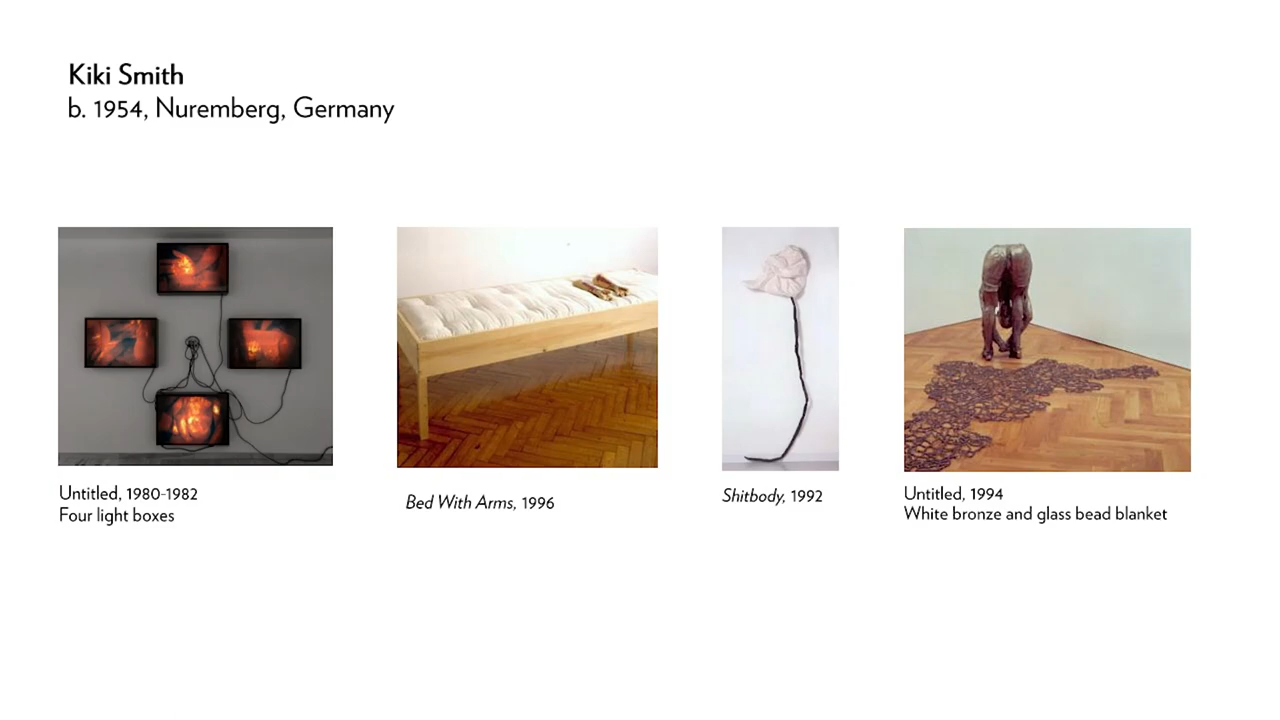 Kiki Smith
b. 1954, Nuremberg, Germany
Untitled, 1980-1982
Four light boxes
Bed With Arms, 1996
Shitbody, 1992
Untitled, 1994
White bronze and glass bead blanket